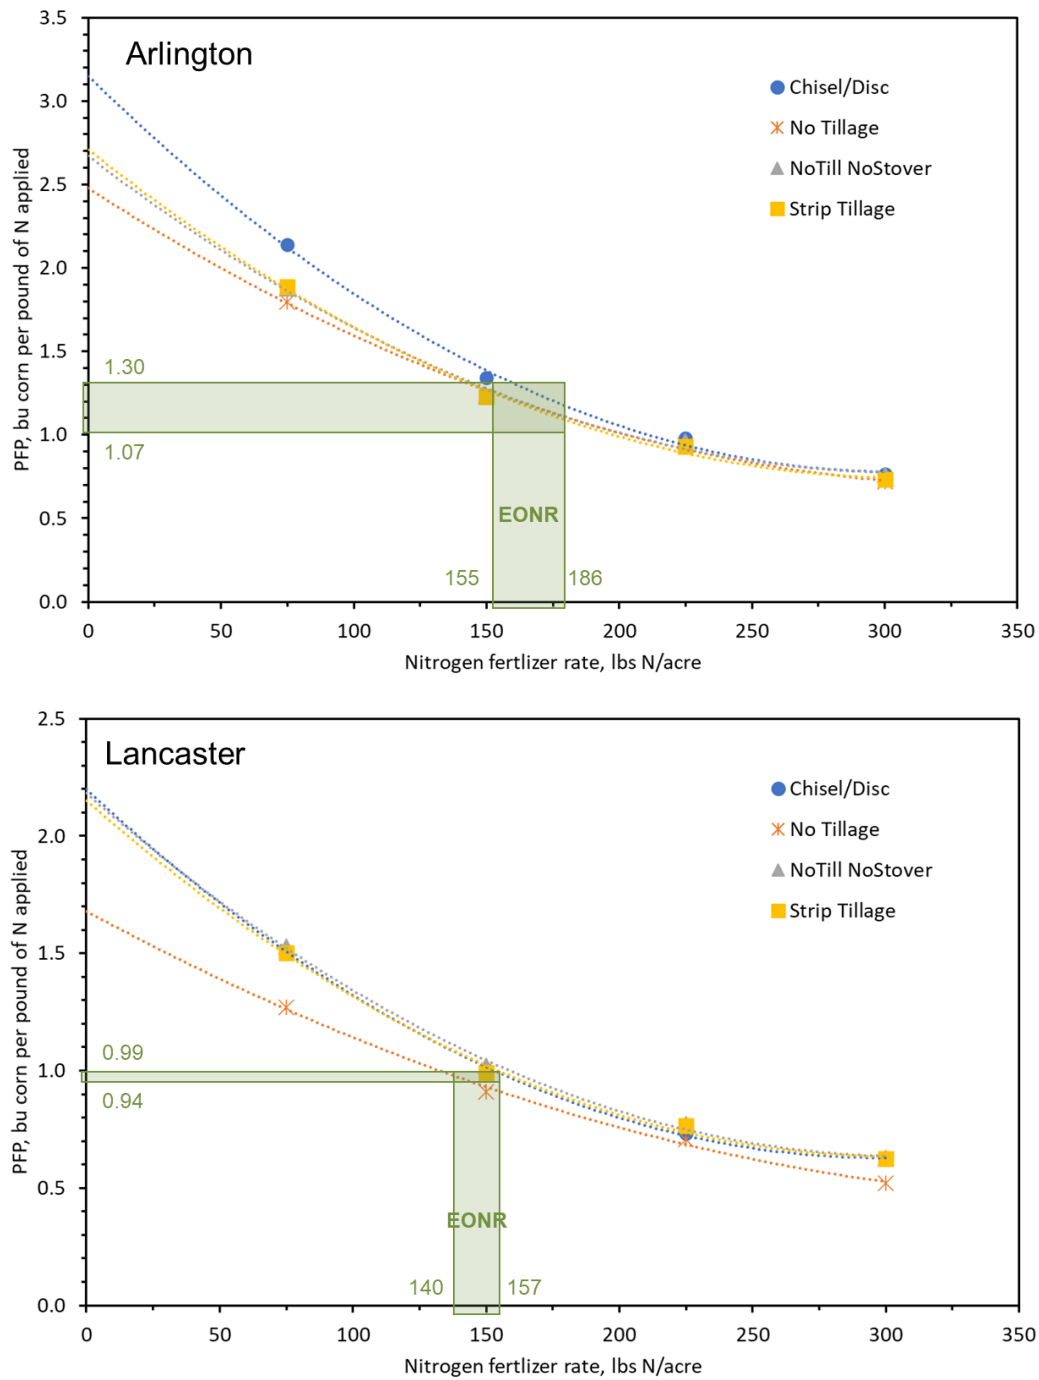 3.5
Arlington
3.0
2.5
2.0
1.5
1.0
0.5
0.0
PFP, bu corn per pound of N applied
Chisel/Disc
No Tillage
NoTill NoStover
Strip Tillage
1.30
1.07
EONR
155
186
0
50
100
150
200
250
300
350
Nitrogen fertlizer rate, lbs N/acre
2.5
Lancaster
2.0
1.5
1.0
0.5
0.0
PFP, bu corn per pound of N applied
Chisel/Disc
No Tillage
NoTill NoStover
Strip Tillage
0.99
0.94
EONR
140
157
0
50
100
150
200
250
300
350
Nitrogen fertlizer rate, lbs N/acre